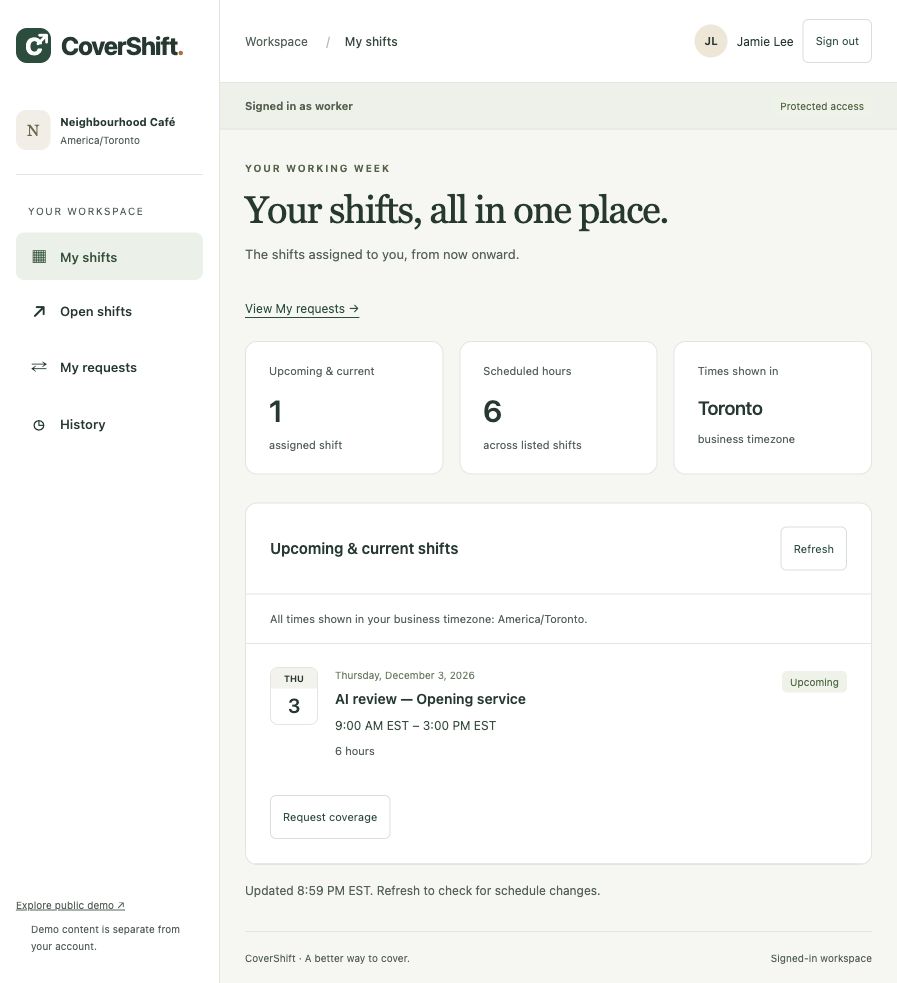 CoverShift.
Neighbourhood Café
America/Toronto
YOUR WORKSPACE
My shifts
Open shifts
My requests
History
Explore public demo ↗
Demo content is separate from
your account.
Workspace / My shifts
JL Jamie Lee
Sign out
Signed in as worker
Protected access
YOUR WORKING WEEK
Your shifts, all in one place.
The shifts assigned to you, from now onward.
View My requests →
Upcoming & current
1
assigned shift
Scheduled hours
6
across listed shifts
Times shown in
Toronto
business timezone
Upcoming & current shifts
Refresh
All times shown in your business timezone: America/Toronto.
THU
3
Thursday, December 3, 2026
AI review — Opening service
9:00 AM EST – 3:00 PM EST
6 hours
Upcoming
Request coverage
Updated 8:59 PM EST. Refresh to check for schedule changes.
CoverShift · A better way to cover.
Signed-in workspace